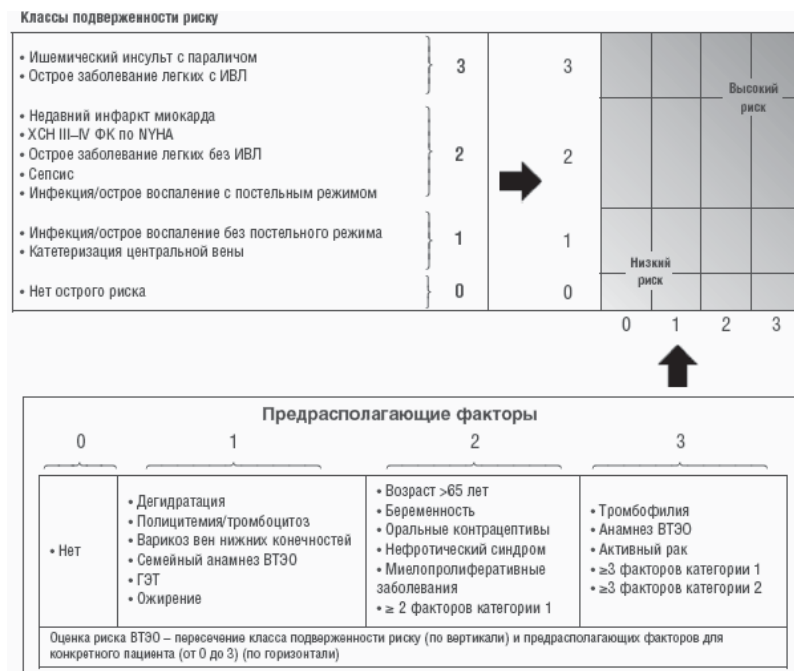 Классы подверженности риску
• Ишемический инсульт с параличом
• Острое заболевание легких с ИВЛ
3
3
• Недавний инфаркт миокарда
• ХСН III–IV ФК по NYHA
• Острое заболевание легких без ИВЛ
• Сепсис
• Инфекция/острое воспаление с постельным режимом
2
2
• Инфекция/острое воспаление без постельного режима
• Катетеризация центральной вены
1
1
• Нет острого риска
0
0
Высокий
риск
Низкий
риск
0 1 2 3
Предрасполагающие факторы
0 1 2 3
• Нет
• Дегидратация
• Полицитемия/тромбоцитоз
• Варикоз вен нижних конечностей
• Семейный анамнез ВТЭО
• ГЭТ
• Ожирение
• Возраст >65 лет
• Беременность
• Оральные контрацептивы
• Нефротический синдром
• Миелопролиферативные
заболевания
• ≥ 2 факторов категории 1
• Тромбофилия
• Анамнез ВТЭО
• Активный рак
• ≥3 факторов категории 1
• ≥3 факторов категории 2
Оценка риска ВТЭО – пересечение класса подверженности риску (по вертикали) и предрасполагающих факторов для
конкретного пациента (от 0 до 3) (по горизонтали)